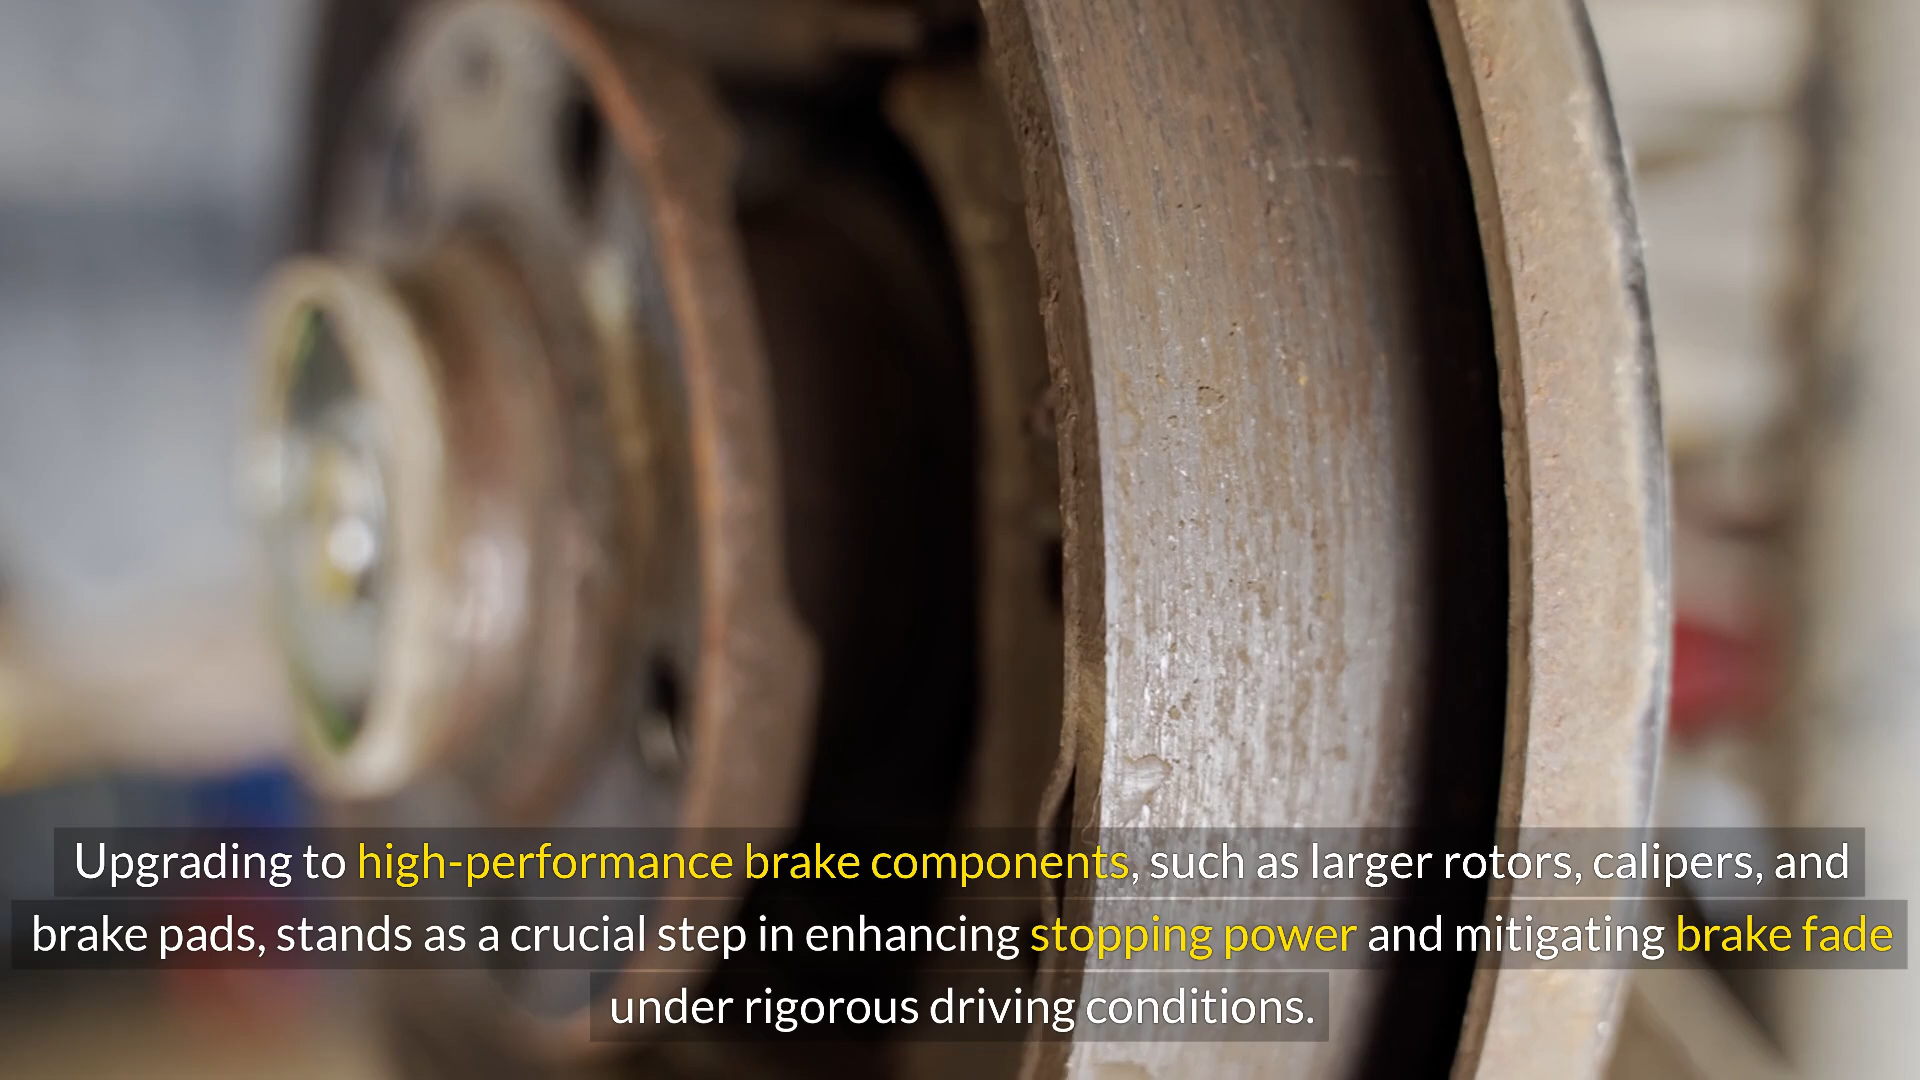 Upgrading to high-performance brake components, such as larger rotors, calipers, and
brake pads, stands as a crucial step in enhancing stopping power and mitigating brake fade
under rigorous driving conditions.